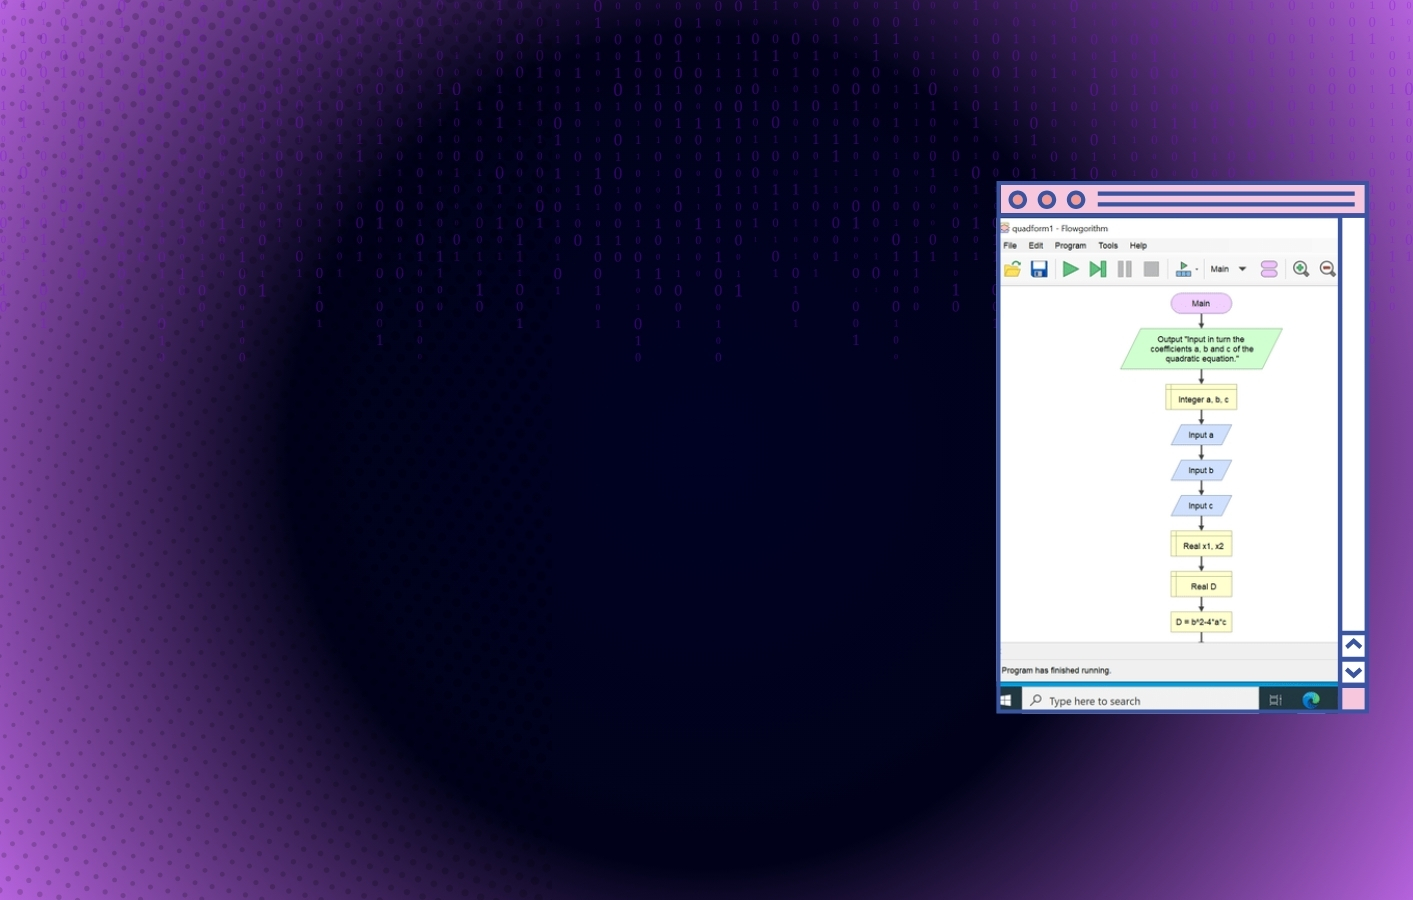 quadform1 - Flowgorithm
File Edit Program Tools Help
Main
Main
Output "Input in turn the
coefficients a, b and c of the
quadratic equation."
Integer a, b, c
Input a
Input b
Input c
Real x1, x2
Real D
D = b^2-4*a*c
Program has finished running.
Type here to search